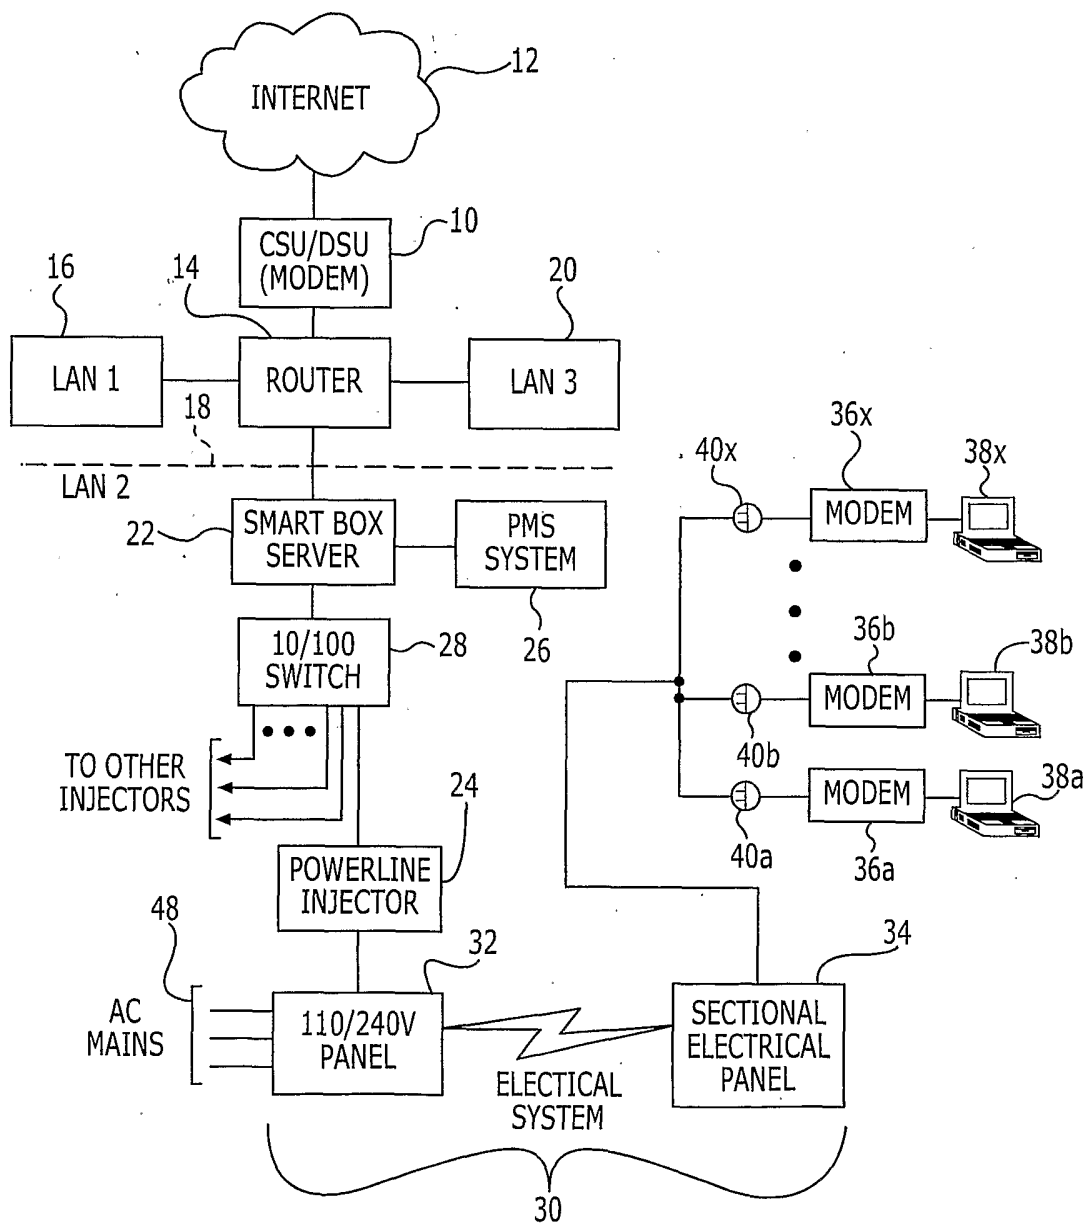 INTERNET
12
CSU/DSU
(MODEM)
10
16
14
20
LAN 1
ROUTER
LAN 3
18
LAN 2
22
SMART BOX
SERVER
PMS
SYSTEM
26
10/100
SWITCH
28
TO OTHER
INJECTORS
24
POWERLINE
INJECTOR
48
32
AC
MAINS
110/240V
PANEL
ELECTICAL
SYSTEM
34
SECTIONAL
ELECTRICAL
PANEL
30
36x
40x
38x
MODEM
36b
38b
MODEM
40b
38a
MODEM
40a
36a